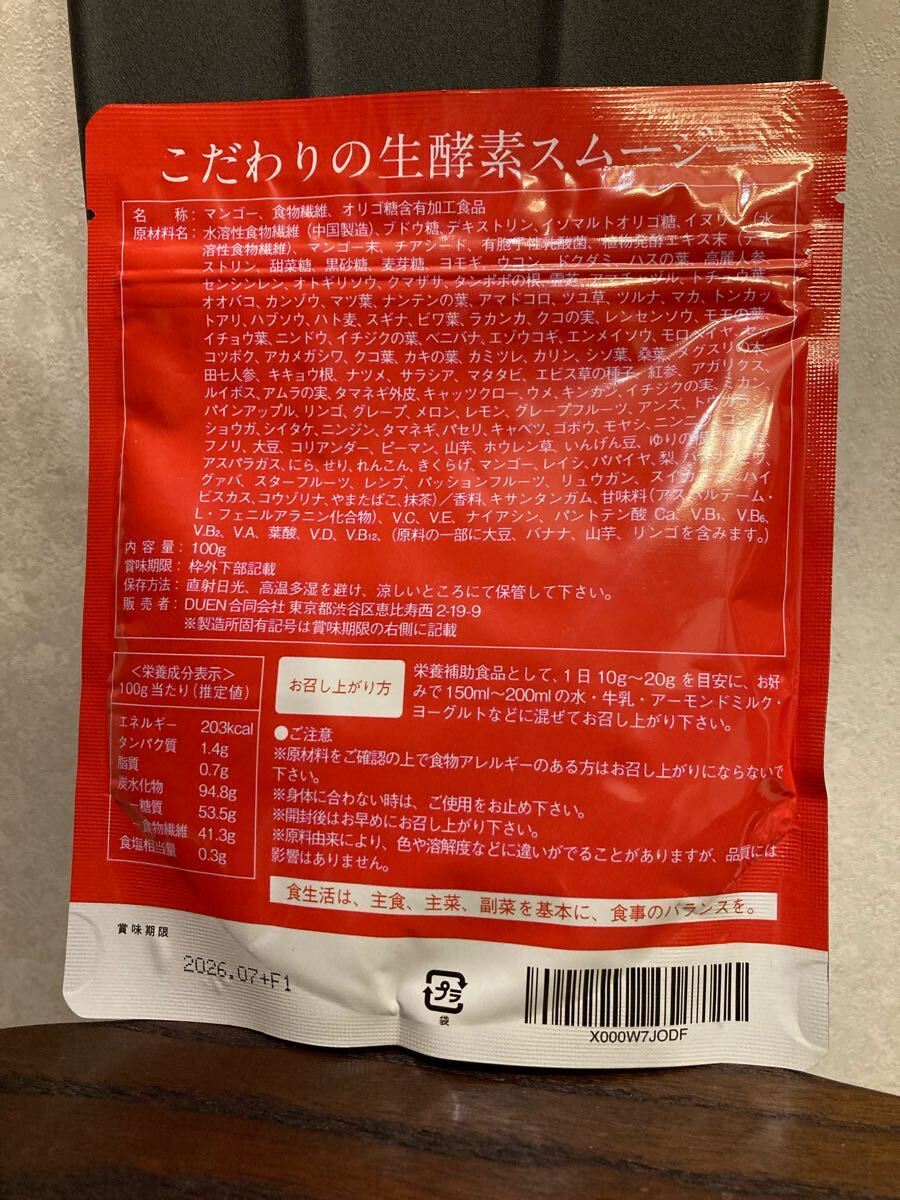 こだわりの生酵素スムージー
名 称：マンゴー、食物繊維、オリゴ糖含有加工食品
原材料名：水溶性食物繊維（中国製造）、ブドウ糖、デキストリン、イソマルトオリゴ糖、イヌリン（水
溶性食物繊維）、マンゴー末、チアシード、有胞子性乳酸菌、植物発酵エキス末（デキ
ストリン、甜菜糖、黒砂糖、麦芽糖、ヨモギ、ウコン、ドクダミ、ハスの葉、高麗人参
センシンレン、オトギリソウ、クマザサ、タンポポの根、霊芝、アマチャヅル、トチュウ葉
オオバコ、カンゾウ、マツ葉、ナンテンの葉、アマドコロ、ツユ草、ツルナ、マカ、トンカッ
トアリ、ハブソウ、ハト麦、スギナ、ビワ葉、ラカンカ、クコの実、レンセンソウ、モモの葉
イチョウ葉、ニンドウ、イチジクの葉、ベニバナ、エゾウコギ、エンメイソウ、モロヘイヤ、
コツボク、アカメガシワ、クコ葉、カキの葉、カミツレ、カリン、シソ葉、桑葉、メグスリの木
田七人参、キキョウ根、ナツメ、サラシア、マタタビ、エビス草の種子、紅参、アガリクス、
ルイボス、アムラの実、タマネギ外皮、キャッツクロー、ウメ、キンカン、イチジクの実、ミカン、
パインアップル、リンゴ、グレープ、メロン、レモン、グレープフルーツ、アンズ、トウガラシ、
ショウガ、シイタケ、ニンジン、タマネギ、パセリ、キャベツ、ゴボウ、モヤシ、
フノリ、大豆、コリアンダー、ピーマン、山芋、ホウレン草、いんげん豆、ゆりの
アスパラガス、にら、せり、れんこん、きくらげ、マンゴー、レイシ、パパイヤ、梨、
グァバ、スターフルーツ、レンブ、パッションフルーツ、リュウガン、スイカ、ハイ
ビスカス、コウゾリナ、やまたばこ、抹茶）／香料、キサンタンガム、甘味料（アスパルテーム・
L・フェニルアラニン化合物）、V.C、V.E、ナイアシン、パントテン酸 Ca、V.B₁、V.B₆、
V.B₂、V.A、葉酸、V.D、V.B₁₂、（原料の一部に大豆、バナナ、山芋、リンゴを含みます。）
内 容 量：100g
賞味期限：枠外下部記載
保存方法：直射日光、高温多湿を避け、涼しいところにて保管して下さい。
販 売 者：DUEN合同会社 東京都渋谷区恵比寿西2-19-9
※製造所固有記号は賞味期限の右側に記載
＜栄養成分表示＞
100g当たり（推定値）
エネルギー 203kcal
タンパク質 1.4g
脂質 0.7g
炭水化物 94.8g
糖質 53.5g
食物繊維 41.3g
食塩相当量 0.3g
お召し上がり方
栄養補助食品として、1日10g～20gを目安に、お好
みで150ml～200mlの水・牛乳・アーモンドミルク・
ヨーグルトなどに混ぜてお召し上がり下さい。
●ご注意
※原材料をご確認の上で食物アレルギーのある方はお召し上がりにならないで
下さい。
※身体に合わない時は、ご使用をお止め下さい。
※開封後はお早めにお召し上がり下さい。
※原料由来により、色や溶解度などに違いがでることがありますが、品質には
影響はありません。
食生活は、主食、主菜、副菜を基本に、食事のバランスを。
賞味期限
2026.07+F1
プラ
袋
X000W7JODF